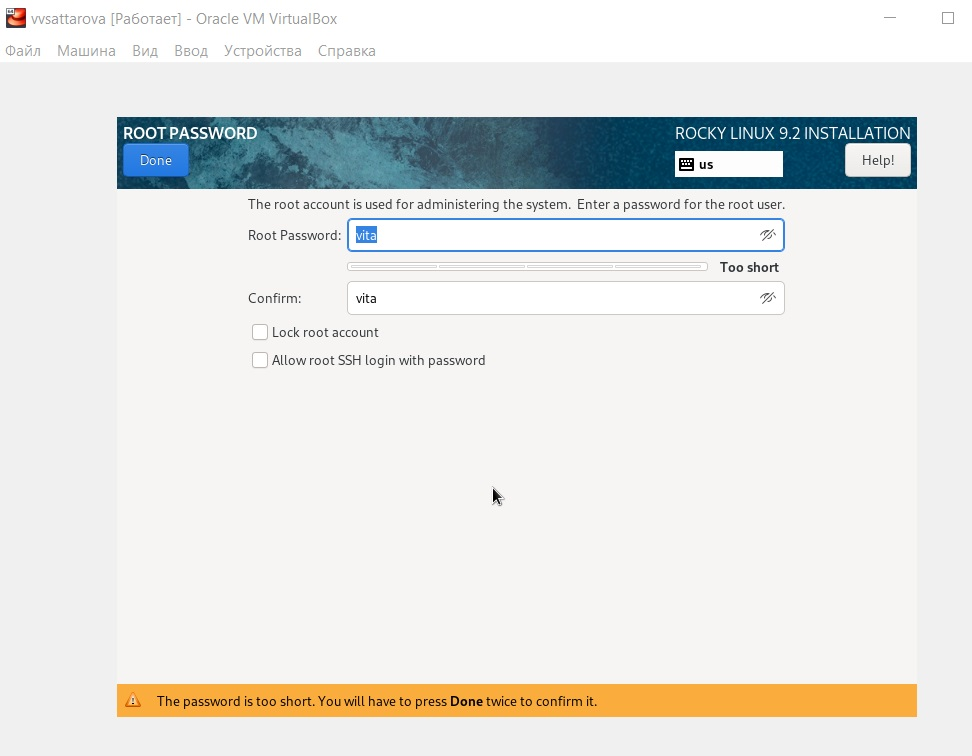 vvsattarova [Работает] - Oracle VM VirtualBox
Файл Машина Вид Ввод Устройства Справка
ROOT PASSWORD
ROCKY LINUX 9.2 INSTALLATION
Done
us
Help!
The root account is used for administering the system. Enter a password for the root user.
Root Password: vita
Too short
Confirm: vita
Lock root account
Allow root SSH login with password
The password is too short. You will have to press Done twice to confirm it.